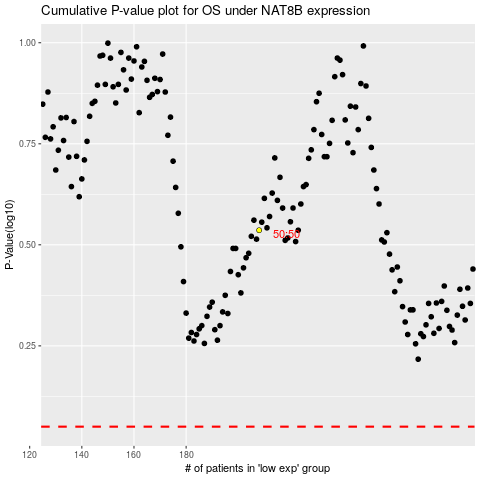 Cumulative P-value plot for OS under NAT8B expression
P-Value(log10)
1.00
0.75
0.50
0.25
50:50
120 140 160 180
# of patients in 'low exp' group